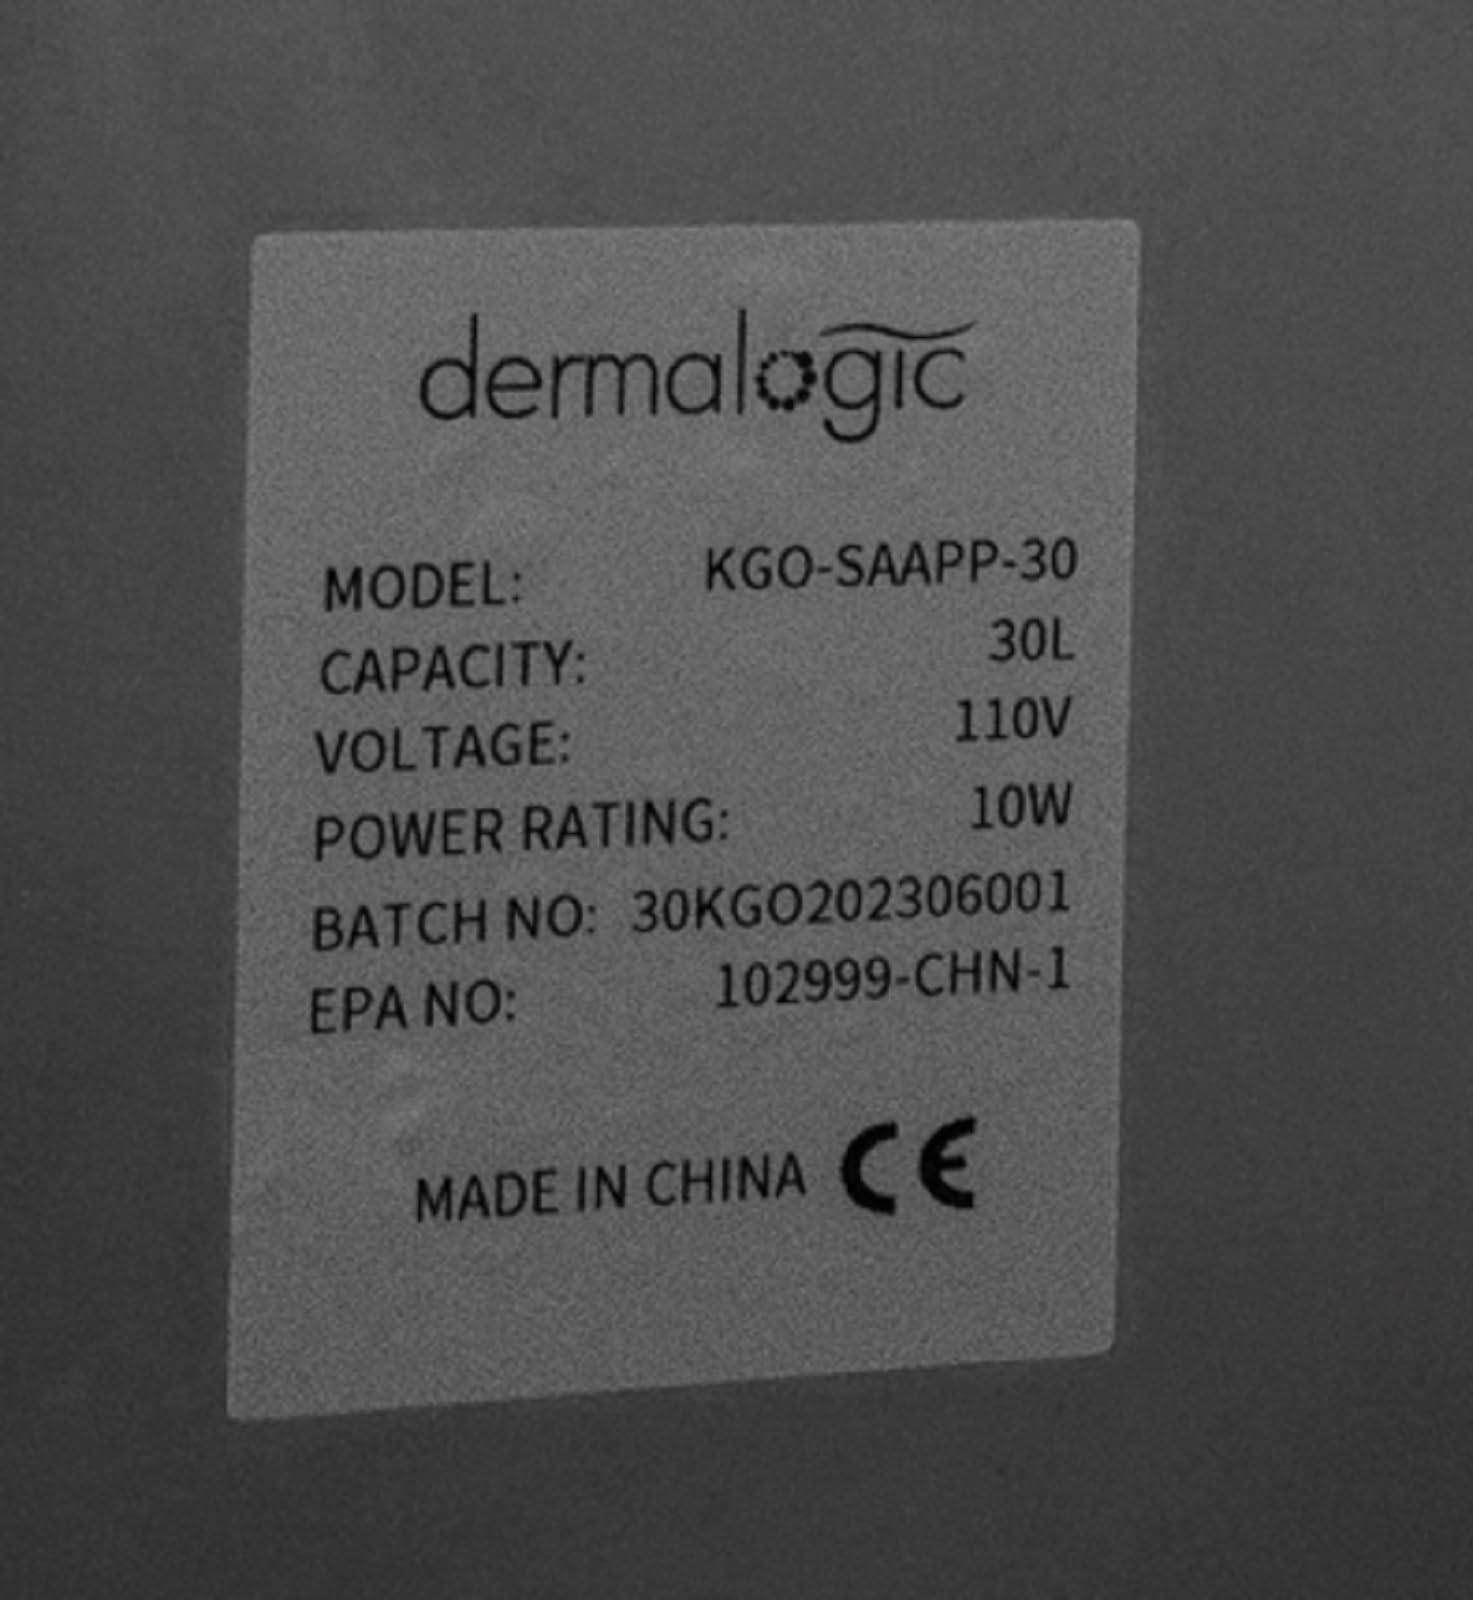 dermalogic
MODEL: KGO-SAAPP-30
CAPACITY: 30L
VOLTAGE: 110V
POWER RATING: 10W
BATCH NO: 30KGO202306001
EPA NO: 102999-CHN-1
MADE IN CHINA CE